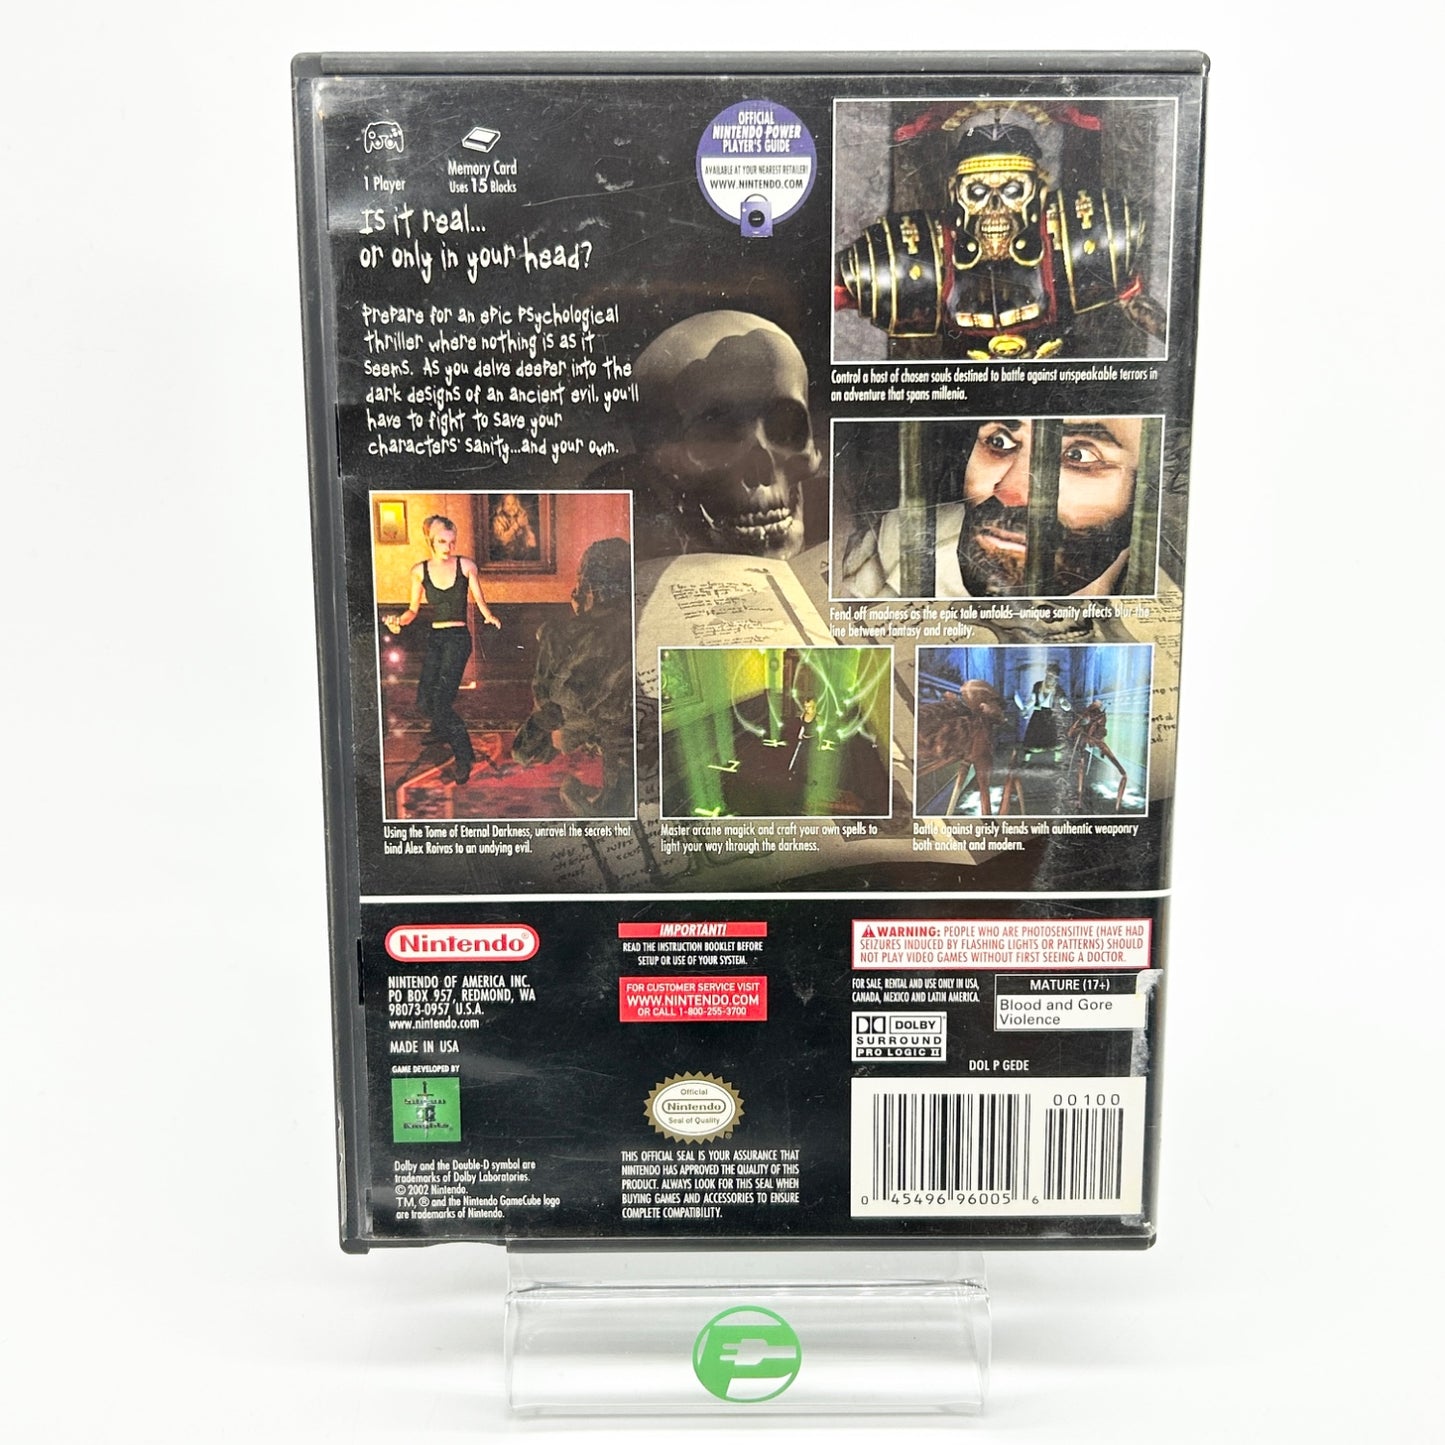 1 Player
Memory Card
Uses 15 Blocks
OFFICIAL
NINTENDO POWER
PLAYER'S GUIDE
AVAILABLE AT YOUR NEAREST RETAILER!
WWW.NINTENDO.COM
Is it real...
or only in your head?
Prepare for an epic psychological
thriller where nothing is as it
seems. As you delve deeper into the
dark designs of an ancient evil, you'll
have to fight to save your
characters' sanity...and your own.
Control a host of chosen souls destined to battle against unspeakable terrors in
an adventure that spans millenia.
Fend off madness as the epic tale unfolds–unique sanity effects blur the
line between fantasy and reality.
Using the Tome of Eternal Darkness, unravel the secrets that
bind Alex Roivas to an undying evil.
Master arcane magick and craft your own spells to
light your way through the darkness.
Battle against grisly fiends with authentic weaponry
both ancient and modern.
Nintendo®
NINTENDO OF AMERICA INC.
PO BOX 957, REDMOND, WA
98073-0957 U.S.A.
www.nintendo.com
MADE IN USA
GAME DEVELOPED BY
Silicon
Knights
Dolby and the Double-D symbol are
trademarks of Dolby Laboratories.
© 2002 Nintendo.
TM, ® and the Nintendo GameCube logo
are trademarks of Nintendo.
IMPORTANT!
READ THE INSTRUCTION BOOKLET BEFORE
SETUP OR USE OF YOUR SYSTEM.
FOR CUSTOMER SERVICE VISIT
WWW.NINTENDO.COM
OR CALL 1-800-255-3700
Official
Nintendo
Seal of Quality
THIS OFFICIAL SEAL IS YOUR ASSURANCE THAT
NINTENDO HAS APPROVED THE QUALITY OF THIS
PRODUCT. ALWAYS LOOK FOR THIS SEAL WHEN
BUYING GAMES AND ACCESSORIES TO ENSURE
COMPLETE COMPATIBILITY.
WARNING: PEOPLE WHO ARE PHOTOSENSITIVE (HAVE HAD
SEIZURES INDUCED BY FLASHING LIGHTS OR PATTERNS) SHOULD
NOT PLAY VIDEO GAMES WITHOUT FIRST SEEING A DOCTOR.
FOR SALE, RENTAL AND USE ONLY IN USA,
CANADA, MEXICO AND LATIN AMERICA.
MATURE (17+)
Blood and Gore
Violence
DOLBY
SURROUND
PRO LOGIC II
DOL P GEDE
00100
0 45496 96005 6